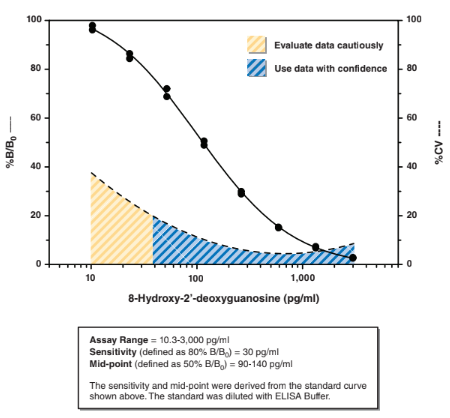 100
100
Evaluate data cautiously
80
80
Use data with confidence
60
60
%B/B0 —
%CV ----
40
40
20
20
0
0
10
100
1,000
8-Hydroxy-2'-deoxyguanosine (pg/ml)
Assay Range = 10.3-3,000 pg/ml
Sensitivity (defined as 80% B/B0) = 30 pg/ml
Mid-point (defined as 50% B/B0) = 90-140 pg/ml
The sensitivity and mid-point were derived from the standard curve
shown above. The standard was diluted with ELISA Buffer.